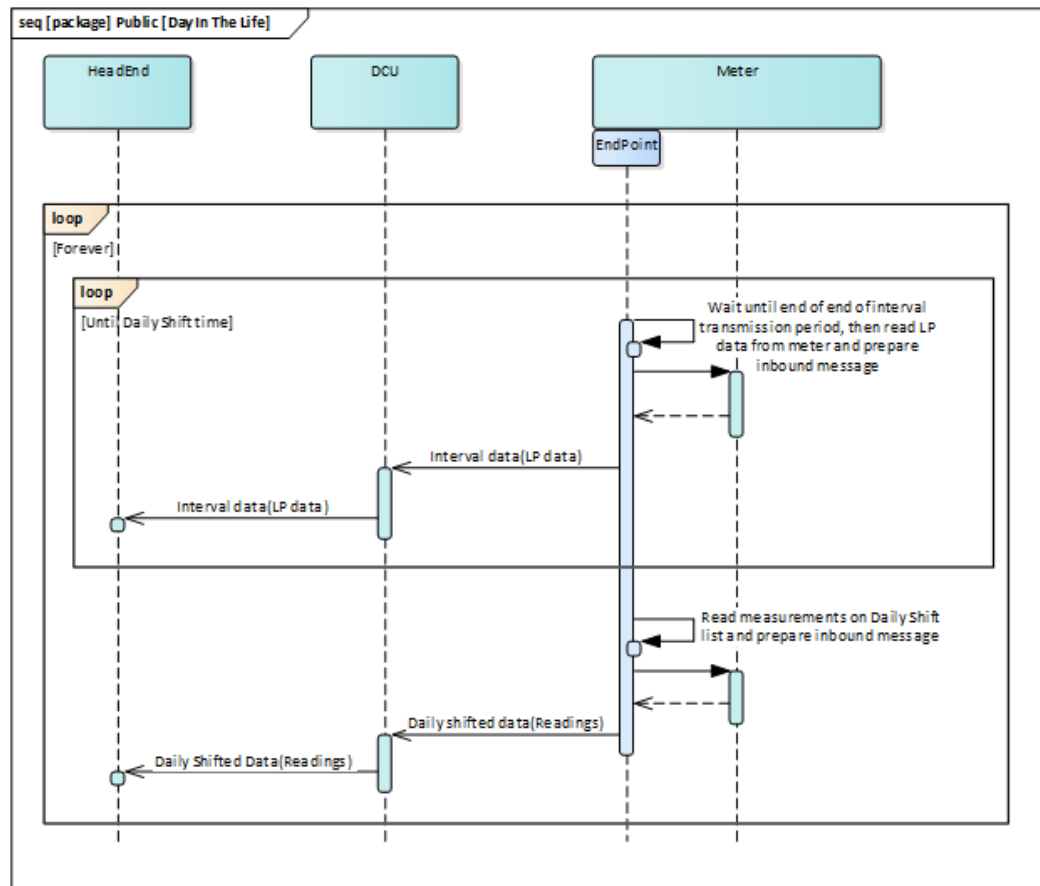 seq [package] Public [Day In The Life]
HeadEnd
DCU
Meter
EndPoint
loop
[Forever]
loop
[Until Daily Shift time]
Wait until end of end of interval
transmission period, then read LP
data from meter and prepare
inbound message
Interval data(LP data)
Interval data(LP data)
Read measurements on Daily Shift
list and prepare inbound message
Daily shifted data(Readings)
Daily Shifted Data(Readings)